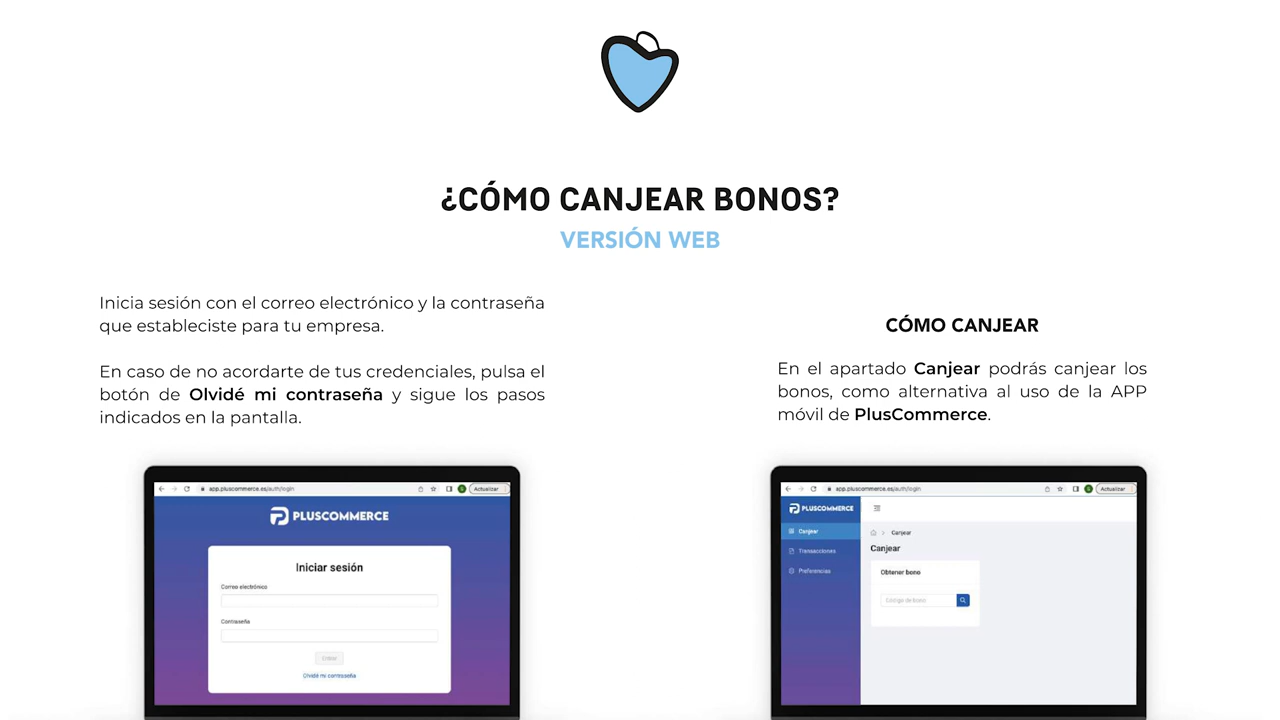 ¿CÓMO CANJEAR BONOS?
VERSIÓN WEB
Inicia sesión con el correo electrónico y la contraseña
que estableciste para tu empresa.
En caso de no acordarte de tus credenciales, pulsa el
botón de Olvidé mi contraseña y sigue los pasos
indicados en la pantalla.
app.pluscommerce.es/auth/login
Actualizar
PLUSCOMMERCE
Iniciar sesión
Correo electrónico
Contraseña
Entrar
Olvidé mi contraseña
CÓMO CANJEAR
En el apartado Canjear podrás canjear los
bonos, como alternativa al uso de la APP
móvil de PlusCommerce.
app.pluscommerce.es/auth/login
Actualizar
PLUSCOMMERCE
Canjear
Transacciones
Preferencias
Canjear
Canjear
Obtener bono
Código de bono